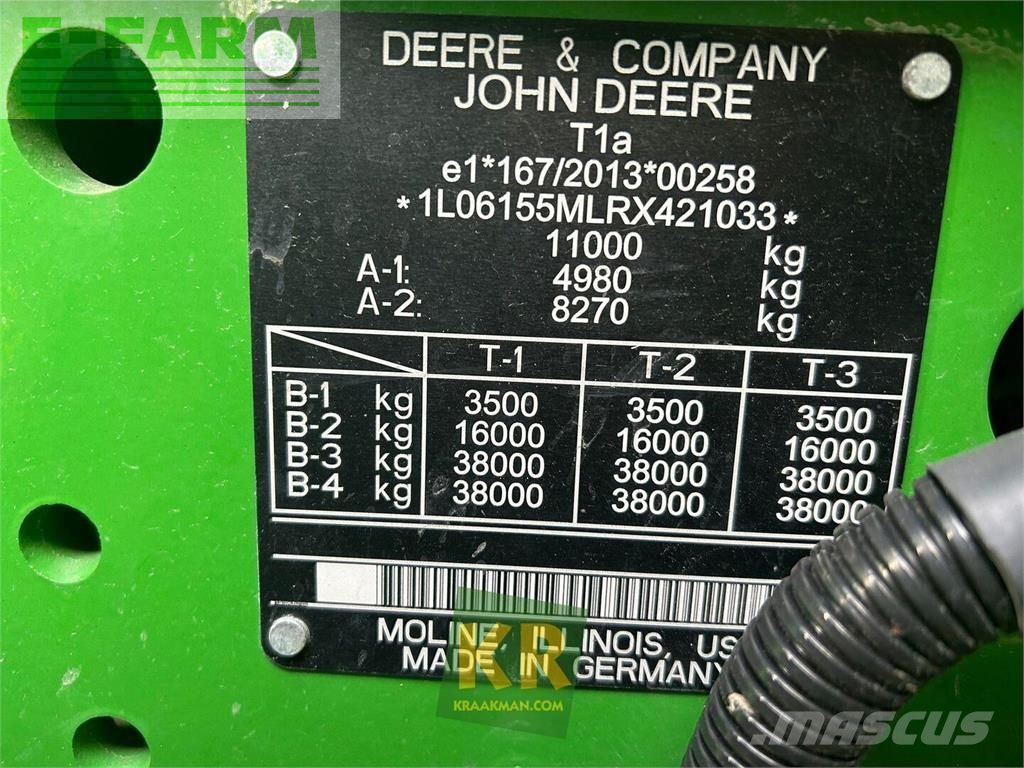 E-FARM
DEERE & COMPANY
JOHN DEERE
T1a
e1*167/2013*00258
*1L06155MLRX421033*
11000 kg
A-1: 4980 kg
A-2: 8270 kg
T-1 T-2 T-3
B-1 kg 3500 3500 3500
B-2 kg 16000 16000 16000
B-3 kg 38000 38000 38000
B-4 kg 38000 38000 38000
MOLINE, ILLINOIS, US
MADE IN GERMANY
KR
KRAAKMAN.COM
MASCUS